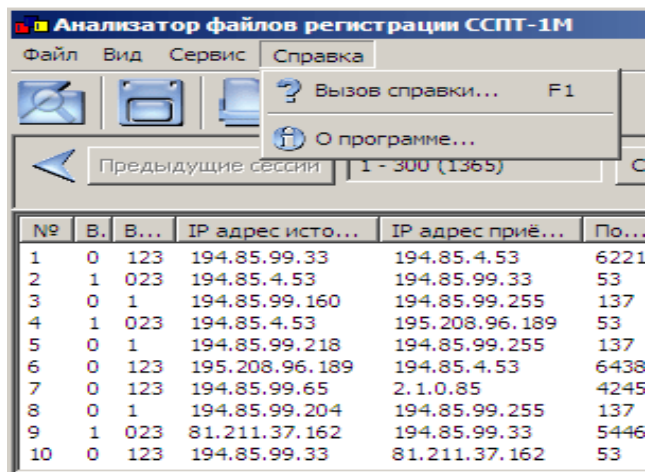 Анализатор файлов регистрации ССПТ-1М
Файл Вид Сервис Справка
Вызов справки... F1
О программе...
Предыдущие сессии 1 - 300 (1365) С
№ В. В... IP адрес исто... IP адрес приё... По...
1 0 123 194.85.99.33 194.85.4.53 6221
2 1 023 194.85.4.53 194.85.99.33 53
3 0 1 194.85.99.160 194.85.99.255 137
4 1 023 194.85.4.53 195.208.96.189 53
5 0 1 194.85.99.218 194.85.99.255 137
6 0 123 195.208.96.189 194.85.4.53 6438
7 0 123 194.85.99.65 2.1.0.85 4245
8 0 1 194.85.99.204 194.85.99.255 137
9 1 023 81.211.37.162 194.85.99.33 5446
10 0 123 194.85.99.33 81.211.37.162 53